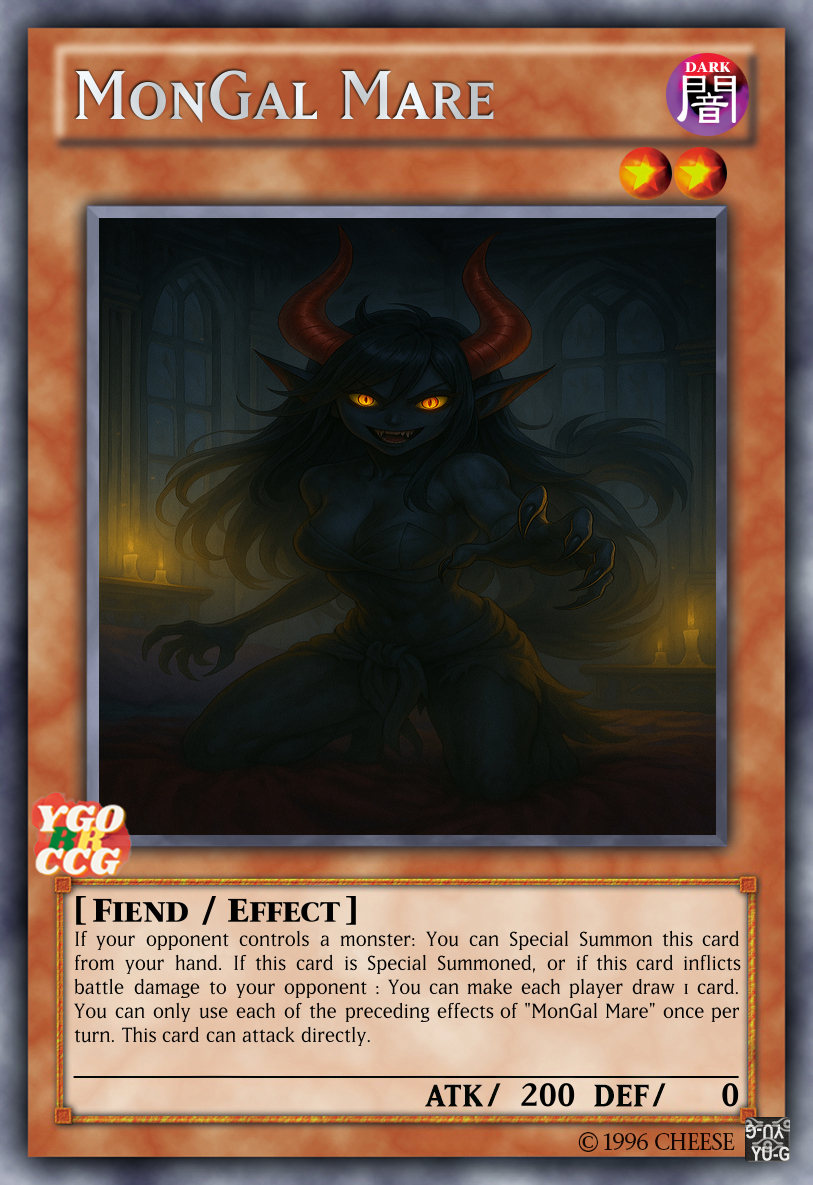 MonGal Mare
DARK
闇
YGO
RR
CCG
[ Fiend / Effect ]
If your opponent controls a monster: You can Special Summon this card
from your hand. If this card is Special Summoned, or if this card inflicts
battle damage to your opponent : You can make each player draw 1 card.
You can only use each of the preceding effects of "MonGal Mare" once per
turn. This card can attack directly.
ATK/ 200 DEF/ 0
© 1996 CHEESE
YU-G
YU-G